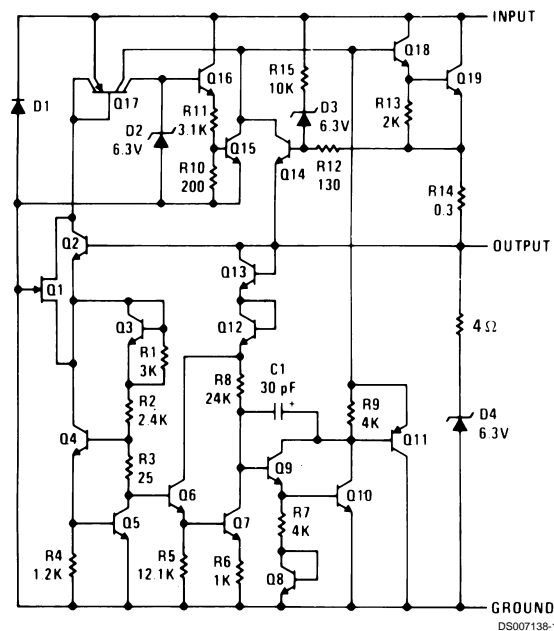 INPUT
Q18
Q19
Q16
R15
10K
D1
Q17
R11
3.1K
D3
6.3V
R13
2K
D2
6.3V
Q15
R10
200
Q14
R12
130
R14
0.3
Q2
OUTPUT
Q1
Q13
Q3
Q12
4Ω
R1
3K
C1
30 pF
+
R2
2.4K
R8
24K
R9
4K
D4
6.3V
Q4
Q11
R3
25
Q6
Q9
Q10
Q5
Q7
R7
4K
R4
1.2K
R5
12.1K
R6
1K
Q8
GROUND
DS007138-1